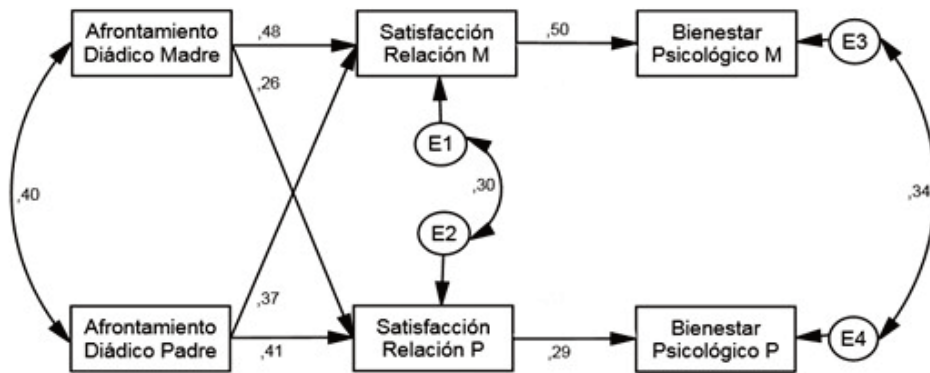 Afrontamiento
Diádico Madre
,48
Satisfacción
Relación M
,50
Bienestar
Psicológico M
E3
,26
E1
,40
,30
,34
E2
,37
Afrontamiento
Diádico Padre
,41
Satisfacción
Relación P
,29
Bienestar
Psicológico P
E4